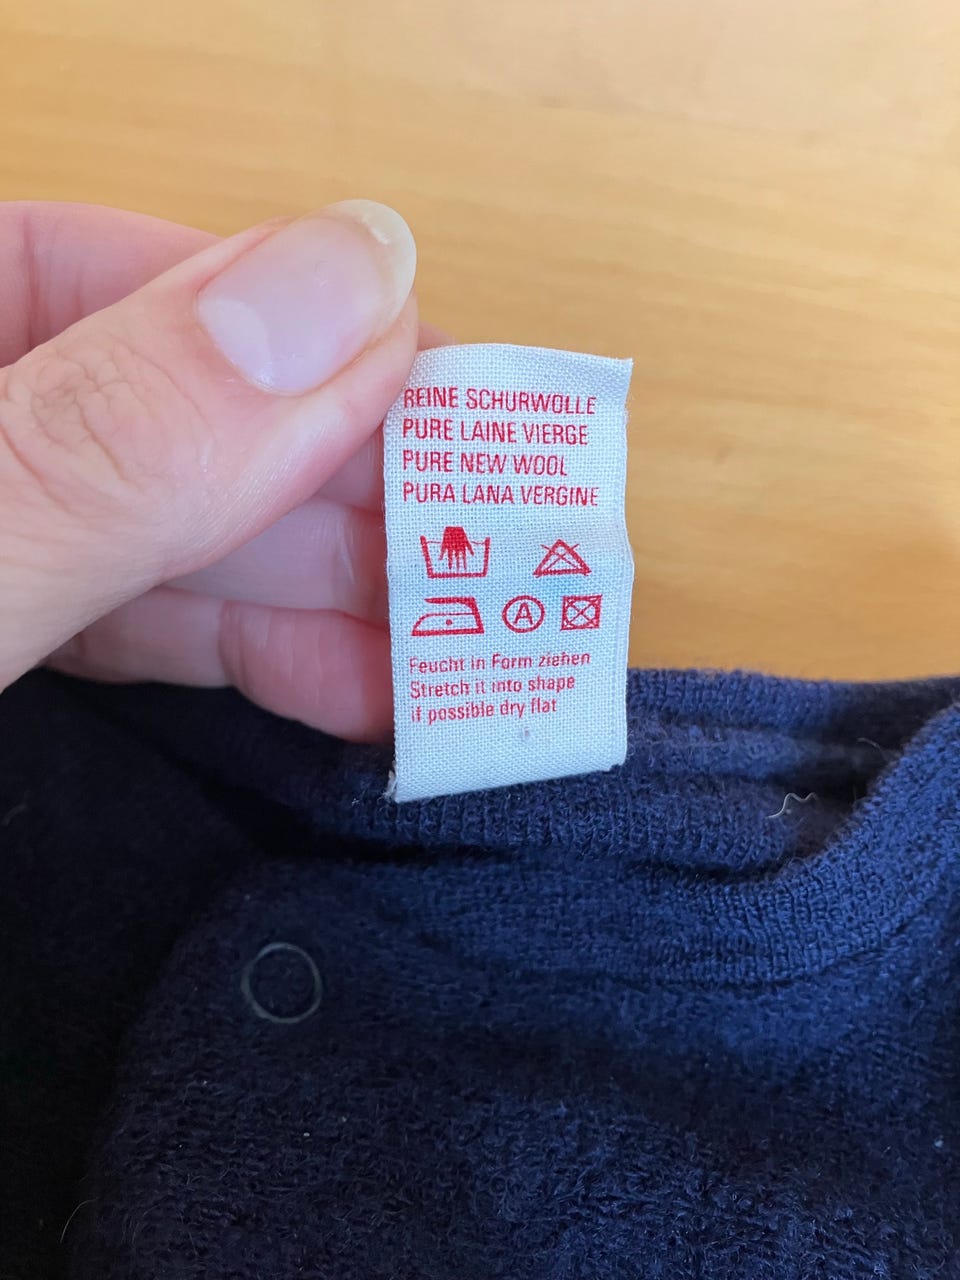 REINE SCHURWOLLE
PURE LAINE VIERGE
PURE NEW WOOL
PURA LANA VERGINE
A
Feucht in Form ziehen
Stretch it into shape
if possible dry flat